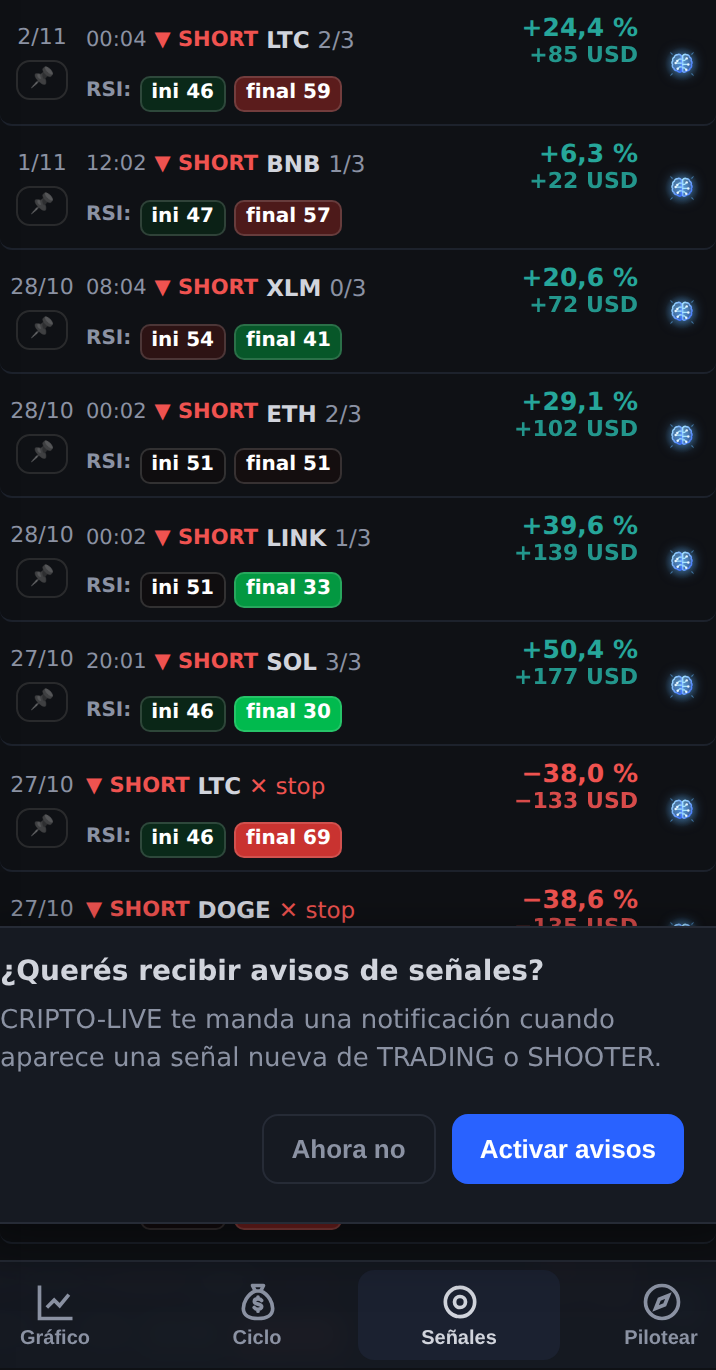 2/11 00:04 ▼ SHORT LTC 2/3 +24,4 %
+85 USD
RSI: ini 46 final 59
1/11 12:02 ▼ SHORT BNB 1/3 +6,3 %
+22 USD
RSI: ini 47 final 57
28/10 08:04 ▼ SHORT XLM 0/3 +20,6 %
+72 USD
RSI: ini 54 final 41
28/10 00:02 ▼ SHORT ETH 2/3 +29,1 %
+102 USD
RSI: ini 51 final 51
28/10 00:02 ▼ SHORT LINK 1/3 +39,6 %
+139 USD
RSI: ini 51 final 33
27/10 20:01 ▼ SHORT SOL 3/3 +50,4 %
+177 USD
RSI: ini 46 final 30
27/10 ▼ SHORT LTC ✕ stop −38,0 %
−133 USD
RSI: ini 46 final 69
27/10 ▼ SHORT DOGE ✕ stop −38,6 %
−135 USD
¿Querés recibir avisos de señales?
CRIPTO-LIVE te manda una notificación cuando
aparece una señal nueva de TRADING o SHOOTER.
Ahora no Activar avisos
Gráfico Ciclo Señales Pilotear